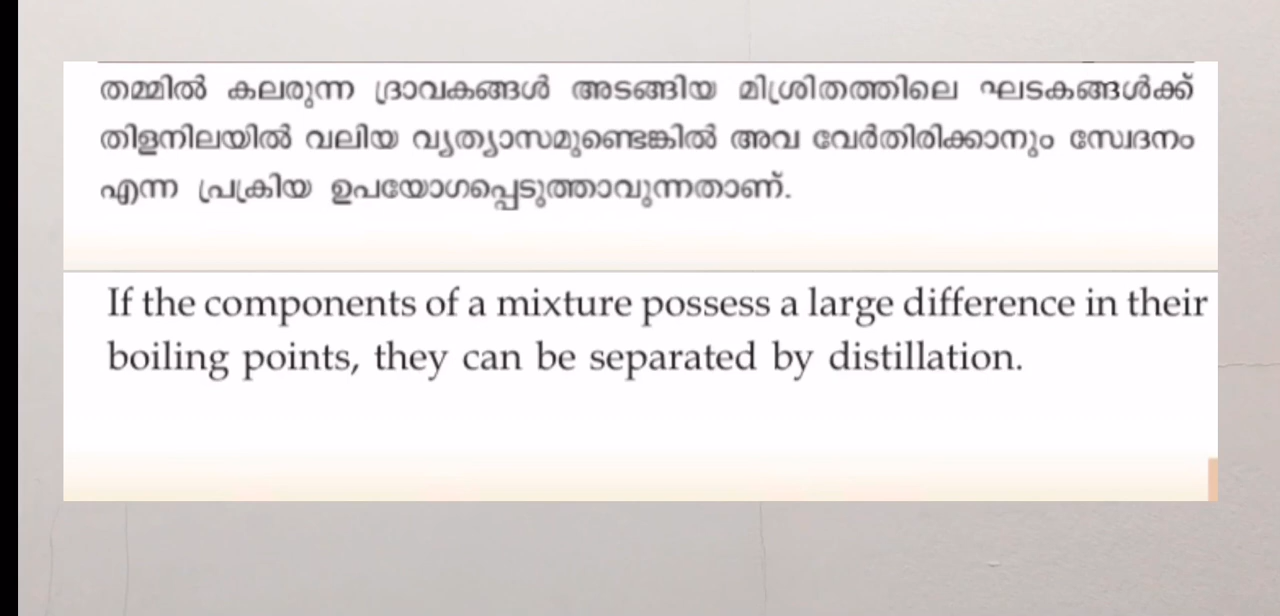 തമ്മിൽ കലരുന്ന ദ്രാവകങ്ങൾ അടങ്ങിയ മിശ്രിതത്തിലെ ഘടകങ്ങൾക്ക്
തിളനിലയിൽ വലിയ വ്യത്യാസമുണ്ടെങ്കിൽ അവ വേർതിരിക്കാനും സ്വേദനം
എന്ന പ്രക്രിയ ഉപയോഗപ്പെടുത്താവുന്നതാണ്.
If the components of a mixture possess a large difference in their
boiling points, they can be separated by distillation.